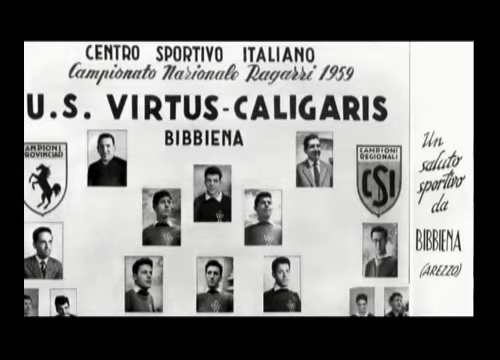 CENTRO SPORTIVO ITALIANO
Campionato Nazionale Ragazzi 1959
U.S. VIRTUS-CALIGARIS
BIBBIENA
CAMPIONI
PROVINCIALI
CAMPIONI
REGIONALI
CSI
Un
saluto
sportivo
da
BIBBIENA
(AREZZO)